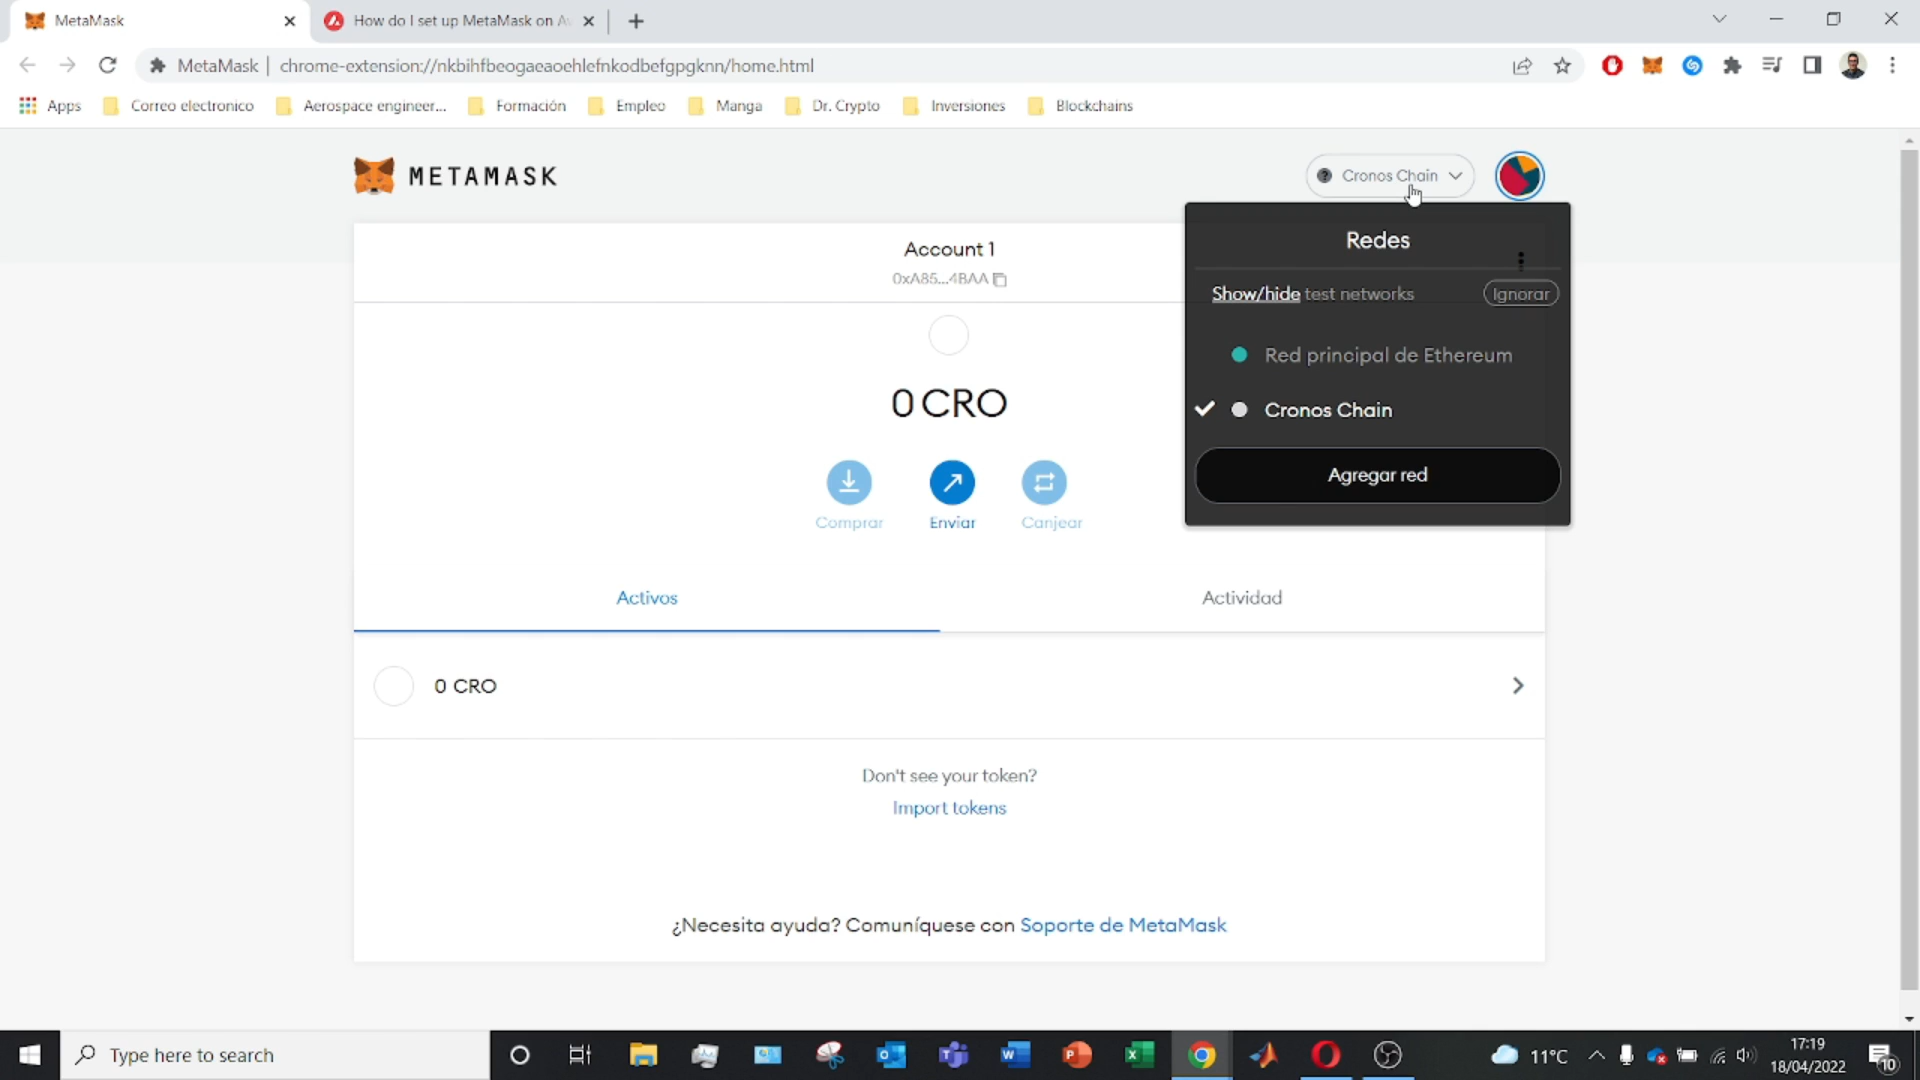 MetaMask
How do I set up MetaMask on Av
MetaMask | chrome-extension://nkbihfbeogaeaoehlefnkodbefgpgknn/home.html
Apps
Correo electronico
Aerospace engineer...
Formación
Empleo
Manga
Dr. Crypto
Inversiones
Blockchains
METAMASK
Cronos Chain
Account 1
0xA85...4BAA
Redes
Show/hide test networks
Ignorar
Red principal de Ethereum
Cronos Chain
Agregar red
0 CRO
Comprar
Enviar
Canjear
Activos
Actividad
0 CRO
Don't see your token?
Import tokens
¿Necesita ayuda? Comuníquese con Soporte de MetaMask
Type here to search
11°C
17:19
18/04/2022
10